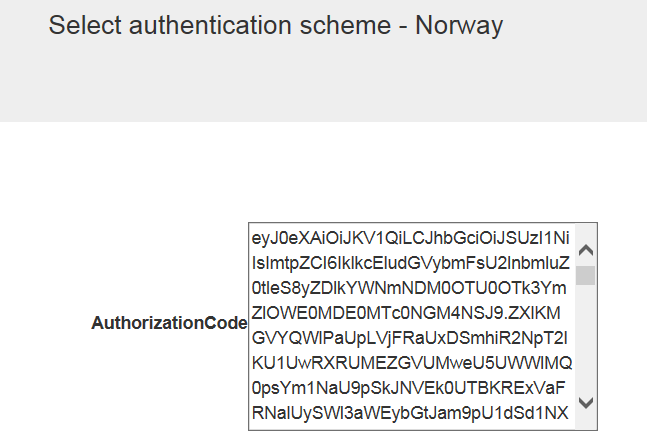 Select authentication scheme - Norway
AuthorizationCode
eyJ0eXAiOiJKV1QiLCJhbGciOiJSUzI1Ni
IsImtpZCI6IklkcEludGVybmFsU2lnbmluZ
0tleS8yZDlkYWNmNDM0OTU0OTk3Ym
ZlOWE0MDE0MTc0NGM4NSJ9.ZXlKM
GVYQWlPaUpLVjFRaUxDSmhiR2NpT2l
KU1UwRXRUMEZGVUMweU5UWWlMQ
0psYm1NaU9pSkJNVEk0UTBKRExVaF
RNalUySWl3aWEybGtJam9pU1dSd1NX